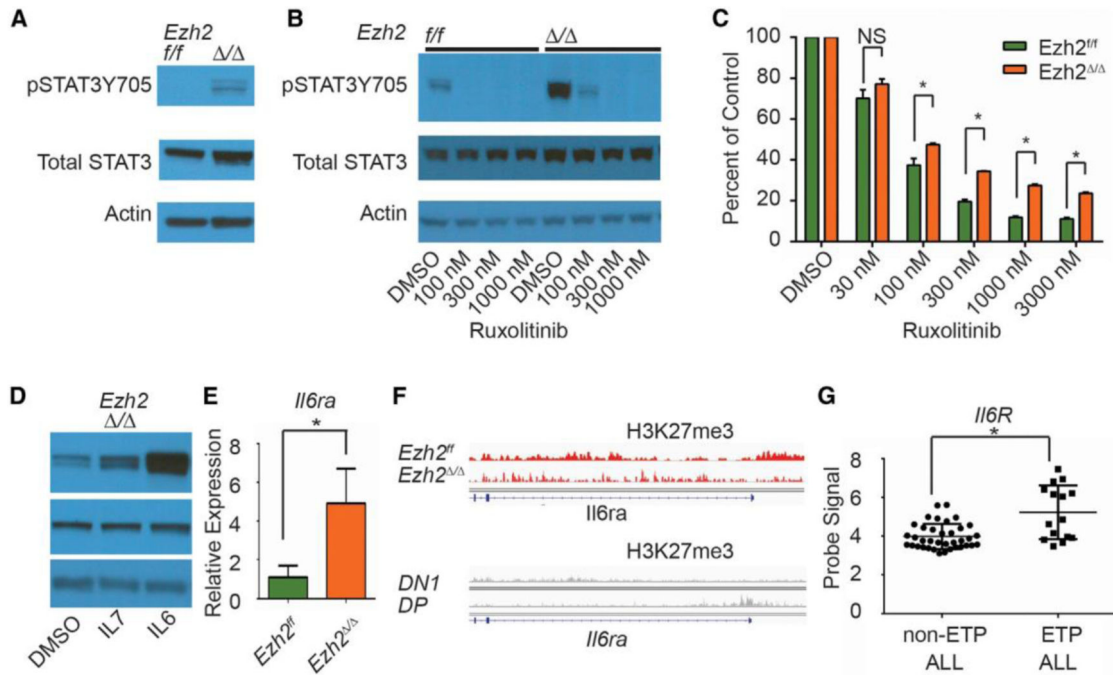 A
Ezh2
f/f Δ/Δ
pSTAT3Y705
Total STAT3
Actin
B
Ezh2 f/f Δ/Δ
pSTAT3Y705
Total STAT3
Actin
DMSO 100 nM 300 nM 1000 nM DMSO 100 nM 300 nM 1000 nM
Ruxolitinib
C
Percent of Control
100
80
60
40
20
0
NS * * * *
Ezh2f/f
Ezh2Δ/Δ
DMSO 30 nM 100 nM 300 nM 1000 nM 3000 nM
Ruxolitinib
D
Ezh2
Δ/Δ
DMSO IL7 IL6
E
Il6ra
*
Relative Expression
8
6
4
2
0
Ezh2ff Ezh2Δ/Δ
F
H3K27me3
Ezh2ff
Ezh2Δ/Δ
Il6ra
H3K27me3
DN1
DP
Il6ra
G
Il6R
*
Probe Signal
8
6
4
2
0
non-ETP ETP
ALL ALL